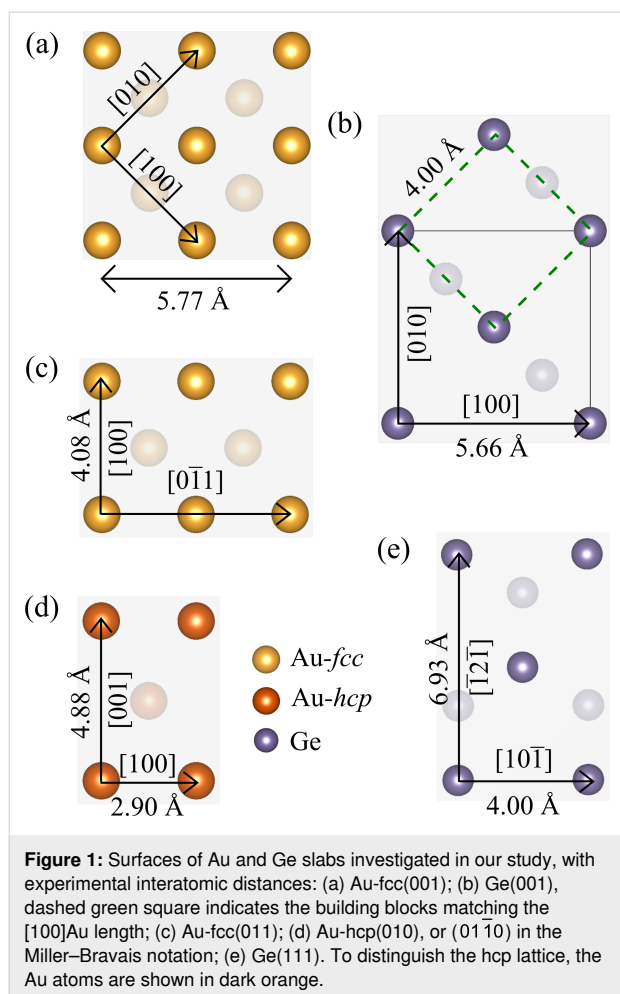 (a)
[010]
[100]
5.77 Å
(b)
4.00 Å
[010]
[100]
5.66 Å
(c)
4.08 Å
[100]
[01̄1]
(d)
4.88 Å
[001]
[100]
2.90 Å
Au-fcc
Au-hcp
Ge
(e)
6.93 Å
[1̄21̄]
[101̄]
4.00 Å
Figure 1: Surfaces of Au and Ge slabs investigated in our study, with
experimental interatomic distances: (a) Au-fcc(001); (b) Ge(001),
dashed green square indicates the building blocks matching the
[100]Au length; (c) Au-fcc(011); (d) Au-hcp(010), or (011̄0) in the
Miller–Bravais notation; (e) Ge(111). To distinguish the hcp lattice, the
Au atoms are shown in dark orange.